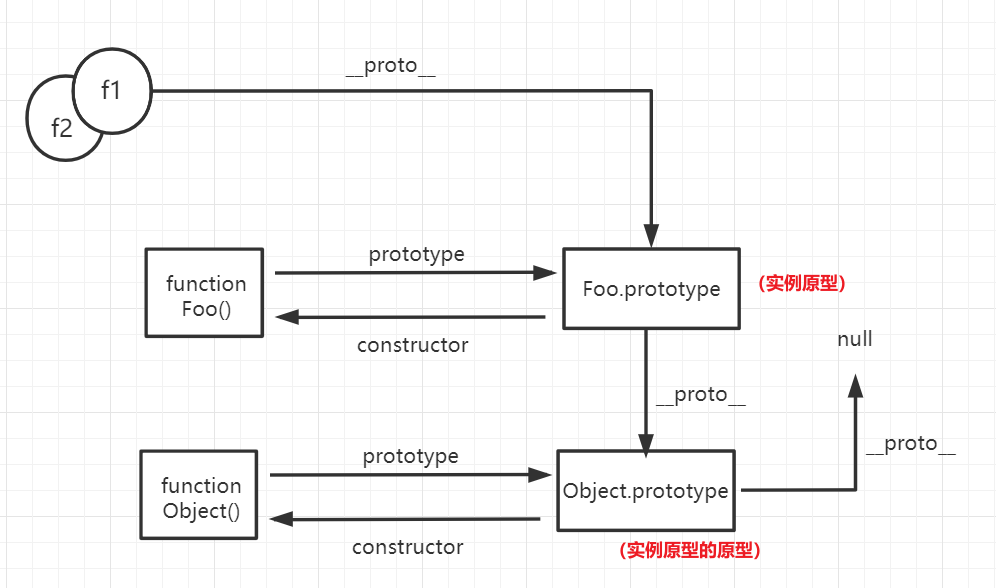 __proto__
f1
f2
prototype
function
Foo()
Foo.prototype
(实例原型)
constructor
null
__proto__
__proto__
prototype
function
Object()
Object.prototype
constructor
(实例原型的原型)